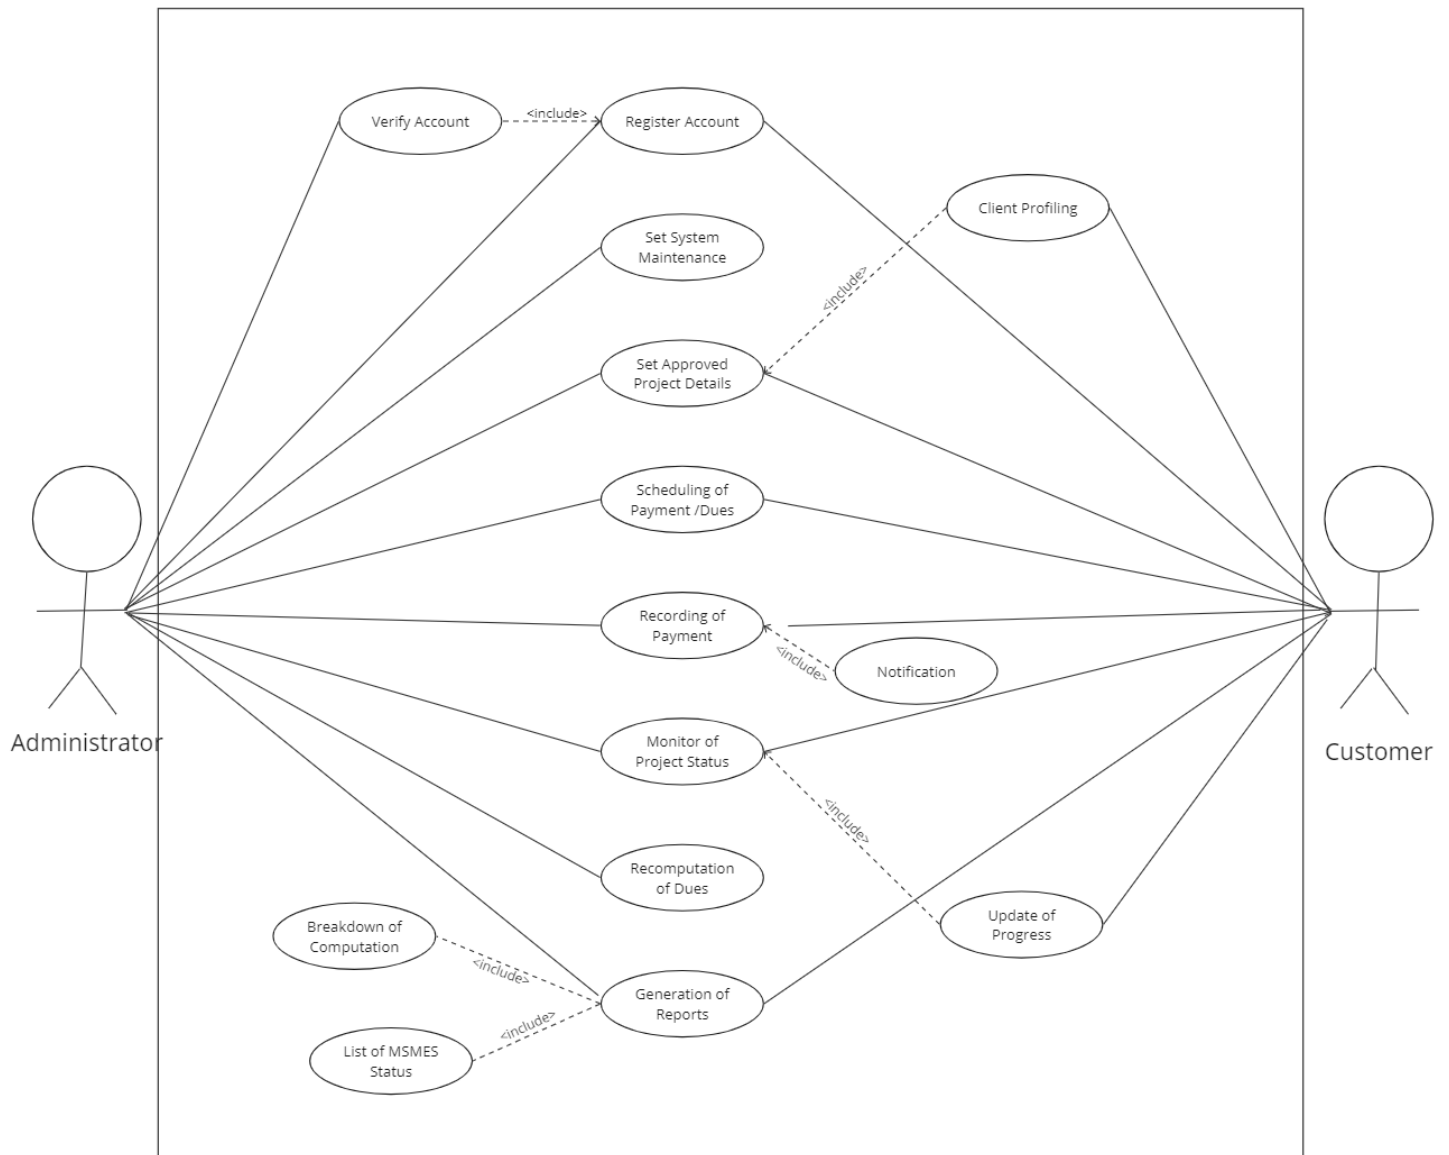 Verify Account
<include>
Register Account
Client Profiling
Set System
Maintenance
<include>
Set Approved
Project Details
Scheduling of
Payment /Dues
Recording of
Payment
<include>
Notification
Administrator
Customer
Monitor of
Project Status
<include>
Recomputation
of Dues
Breakdown of
Computation
Update of
Progress
<include>
Generation of
Reports
<include>
List of MSMES
Status